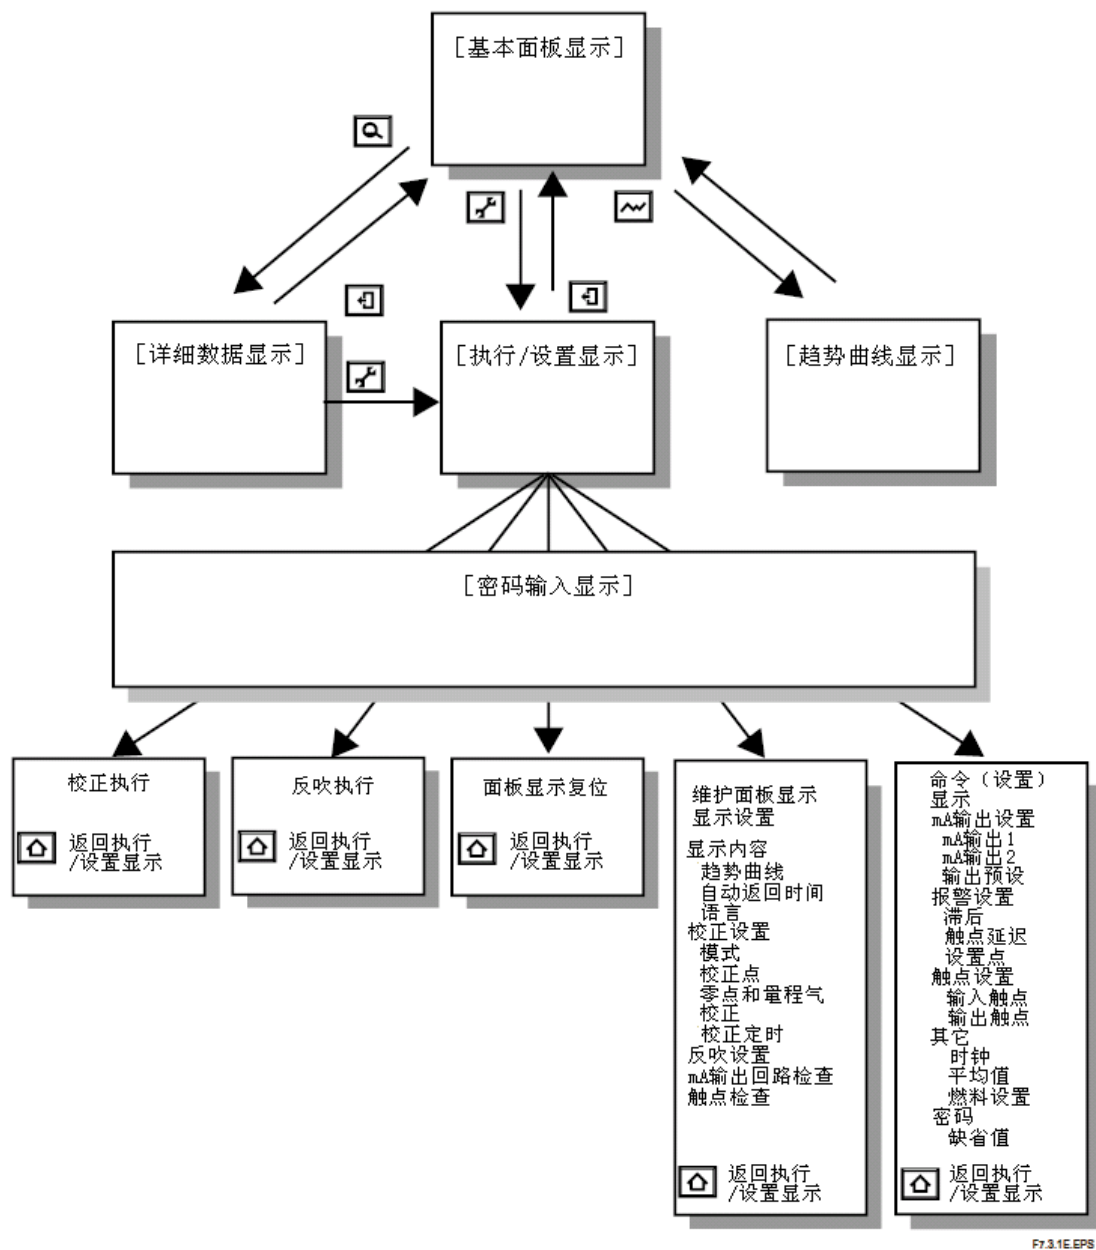 [基本面板显示]
[详细数据显示]
[执行/设置显示]
[趋势曲线显示]
[密码输入显示]
校正执行
返回执行
/设置显示
反吹执行
返回执行
/设置显示
面板显示复位
返回执行
/设置显示
维护面板显示
显示设置
显示内容
趋势曲线
自动返回时间
语言
校正设置
模式
校正点
零点和量程气
校正
校正定时
反吹设置
mA输出回路检查
触点检查
返回执行
/设置显示
命令（设置）
显示
mA输出设置
mA输出1
mA输出2
输出预设
报警设置
滞后
触点延迟
设置点
触点设置
输入触点
输出触点
其它
时钟
平均值
燃料设置
密码
缺省值
返回执行
/设置显示
F7.3.1E.EPS